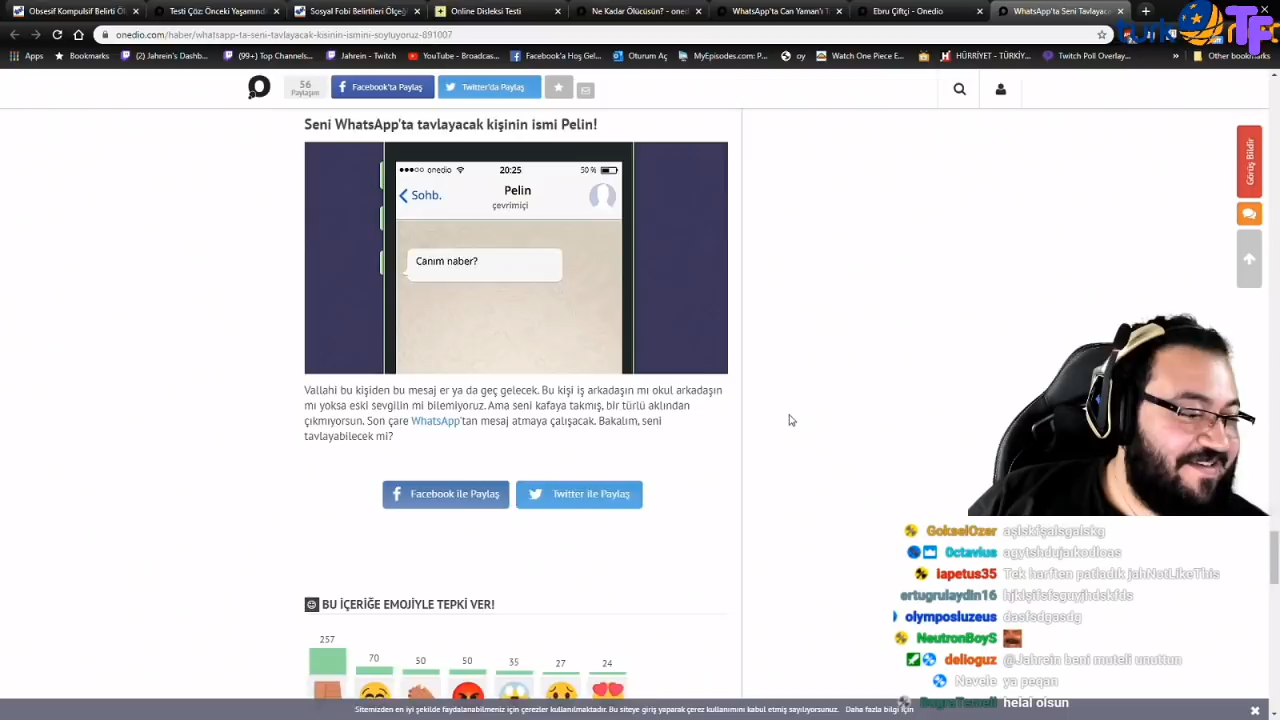 Obsesif Kompulsif Belirti Ö
Testi Çöz: Önceki Yaşamınd
Sosyal Fobi Belirtileri Ölçeğ
Online Disleksi Testi
Ne Kadar Ölücüsün? - oned
WhatsApp'ta Can Yaman'ı T
Ebru Çiftçi - Onedio
WhatsApp'ta Seni Tavlayaca
onedio.com/haber/whatsapp-ta-seni-tavlayacak-kisinin-ismini-soyluyoruz-891007
Apps
Bookmarks
(2) Jahrein's Dashb...
(99+) Top Channels...
Jahrein - Twitch
YouTube - Broadcas...
Facebook'a Hoş Gel...
Oturum Aç
MyEpisodes.com: P...
oy
Watch One Piece E...
HÜRRİYET - TÜRKİY...
Twitch Poll Overlay...
Other bookmarks
56
Paylaşım
Facebook'ta Paylaş
Twitter'da Paylaş
Seni WhatsApp'ta tavlayacak kişinin ismi Pelin!
onedio
20:25
50 %
Sohb.
Pelin
çevrimiçi
Canım naber?
Vallahi bu kişiden bu mesaj er ya da geç gelecek. Bu kişi iş arkadaşın mı okul arkadaşın
mı yoksa eski sevgilin mi bilemiyoruz. Ama seni kafaya takmış, bir türlü aklından
çıkmıyorsun. Son çare WhatsApp'tan mesaj atmaya çalışacak. Bakalım, seni
tavlayabilecek mi?
Facebook ile Paylaş
Twitter ile Paylaş
BU İÇERİĞE EMOJİYLE TEPKİ VER!
257
70
50
50
35
27
24
Görüş Bildir
GokselOzer aşlskfşalsgalskg
0ctavius agytshdujaıkodloas
iapetus35 Tek harften patladık jahNotLikeThis
ertugrulaydin16 hjklşifsfsguyjhdskfds
olymposluzeus dasfsdgasdg
NeutronBoyS
delioguz @Jahrein beni muteli unuttun
Nevele ya peqan
helal olsun
Sitemizden en iyi şekilde faydalanabilmeniz için çerezler kullanılmaktadır. Bu siteye giriş yaparak çerez kullanımını kabul etmiş sayılıyorsunuz. Daha fazla bilgi için